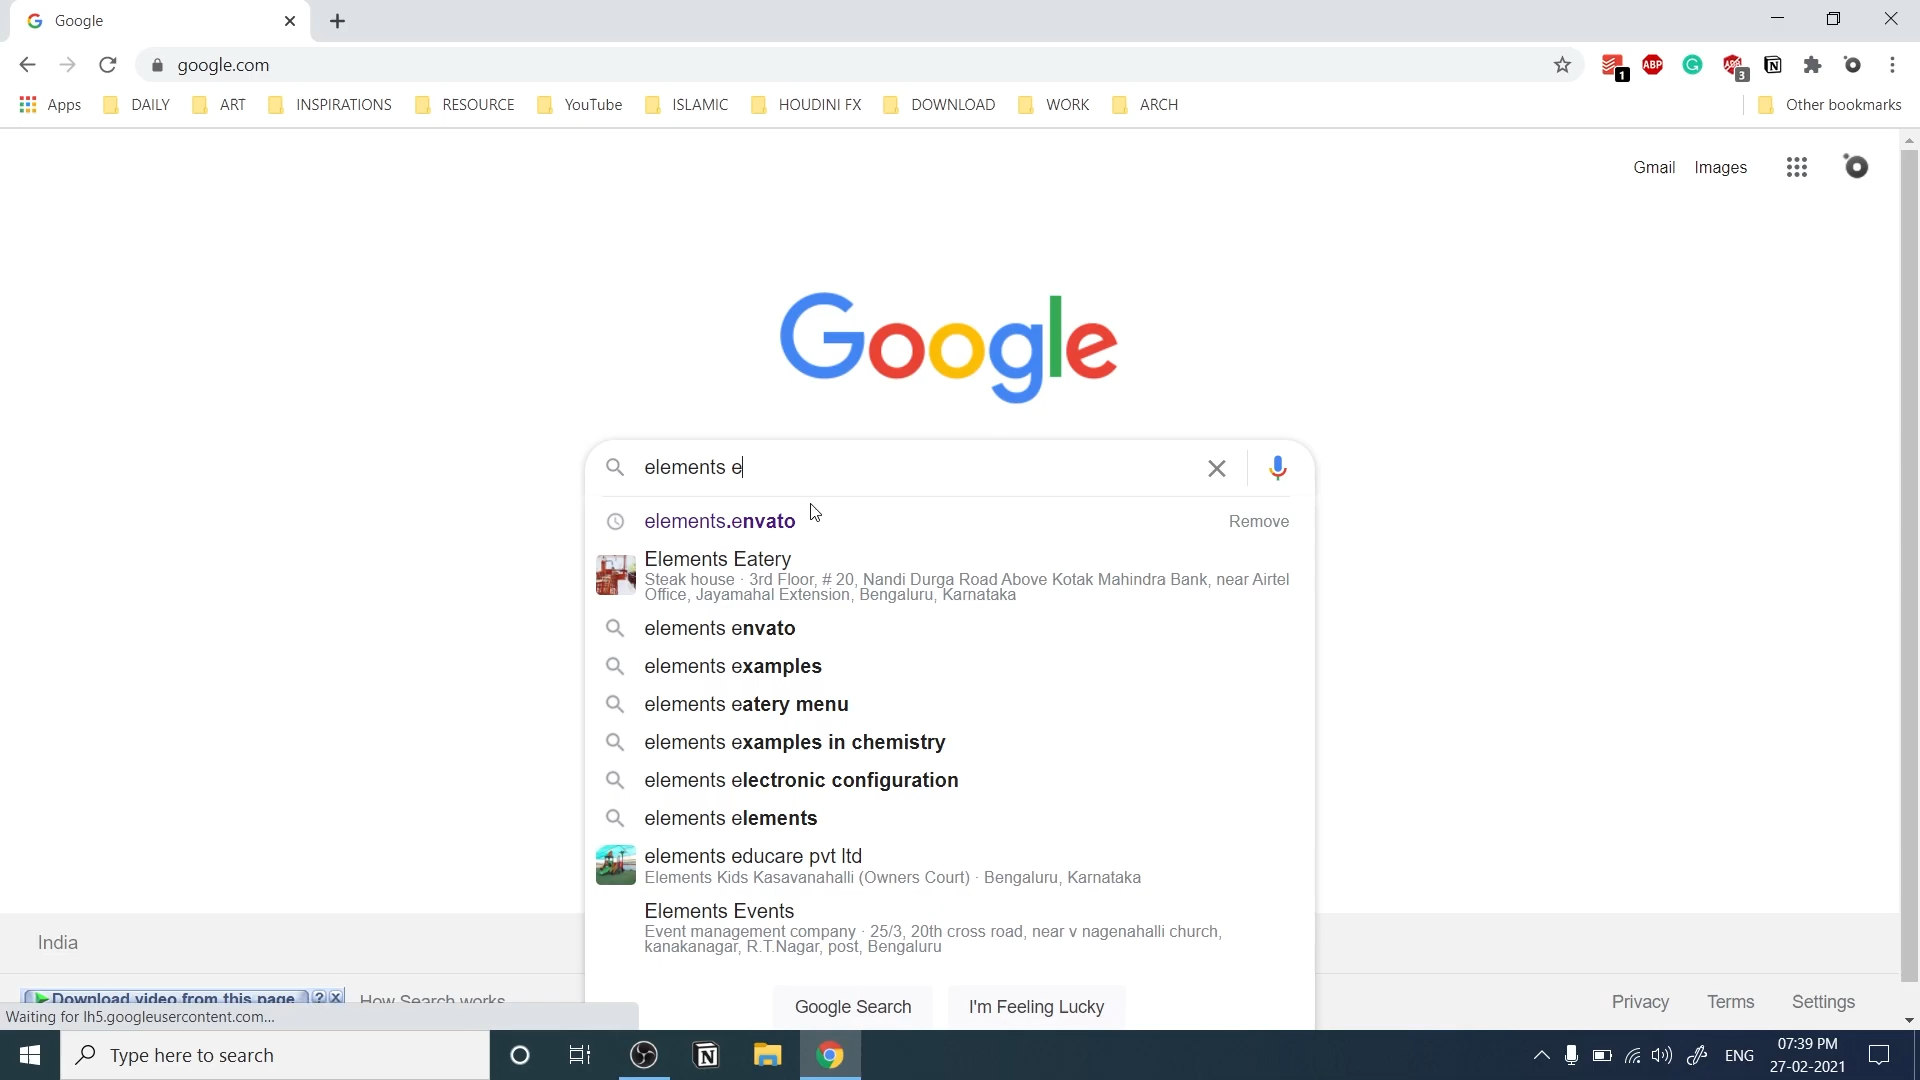 Google
google.com
1
ABP
3
Apps
DAILY
ART
INSPIRATIONS
RESOURCE
YouTube
ISLAMIC
HOUDINI FX
DOWNLOAD
WORK
ARCH
Other bookmarks
Gmail
Images
Google
elements e
elements.envato
Remove
Elements Eatery
Steak house · 3rd Floor, # 20, Nandi Durga Road Above Kotak Mahindra Bank, near Airtel
Office, Jayamahal Extension, Bengaluru, Karnataka
elements envato
elements examples
elements eatery menu
elements examples in chemistry
elements electronic configuration
elements elements
elements educare pvt ltd
Elements Kids Kasavanahalli (Owners Court) · Bengaluru, Karnataka
Elements Events
Event management company · 25/3, 20th cross road, near v nagenahalli church,
kanakanagar, R.T.Nagar, post, Bengaluru
Google Search
I'm Feeling Lucky
India
Download video from this page
?
How Search works
Privacy
Terms
Settings
Waiting for lh5.googleusercontent.com...
Type here to search
ENG
07:39 PM
27-02-2021